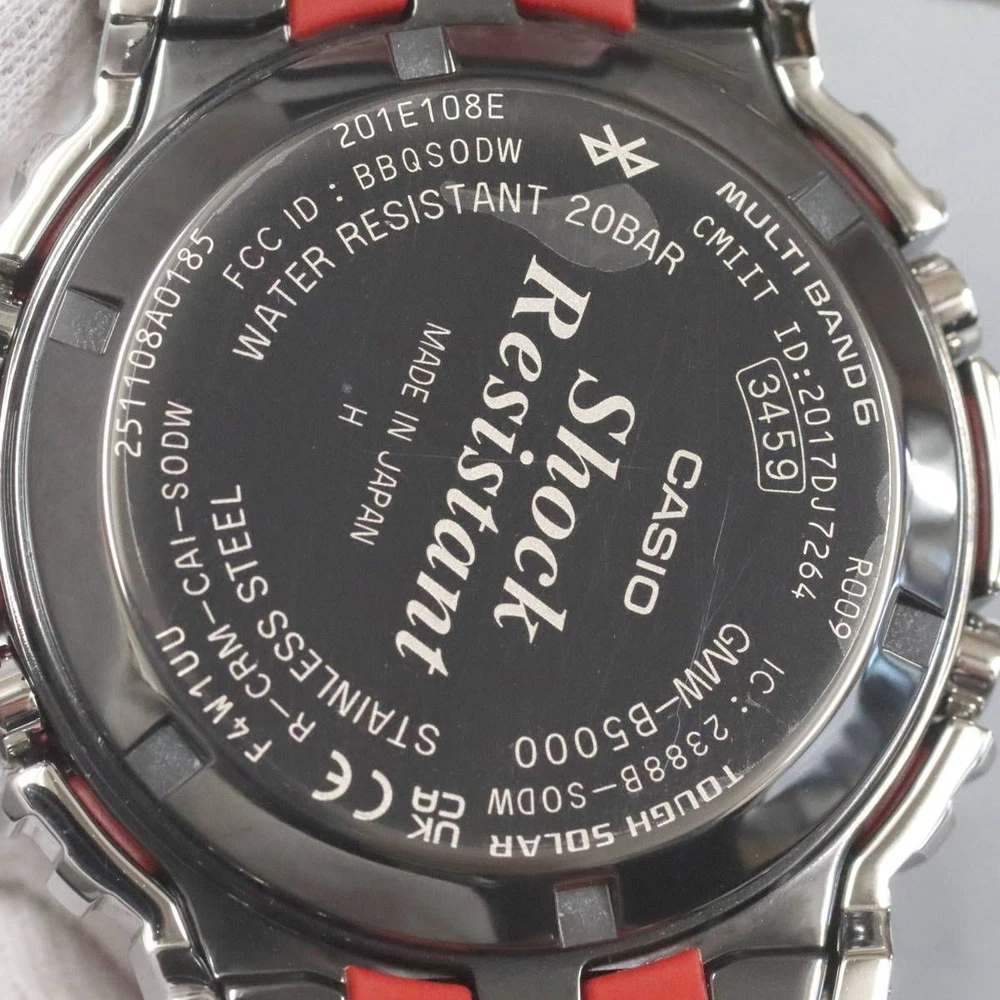 201E108E
FCC ID : BBQSODW
WATER RESISTANT 20BAR
MULTI BAND 6
CMIIT ID:2017DJ7264
3459
R009
CASIO
Shock
Resistant
MADE IN JAPAN
H
GMW-B5000
IC: 2388B-SODW
TOUGH SOLAR
UK
CA
CE
STAINLESS STEEL
R-CRM-CAI-SODW
F4W1UU
251108A0185